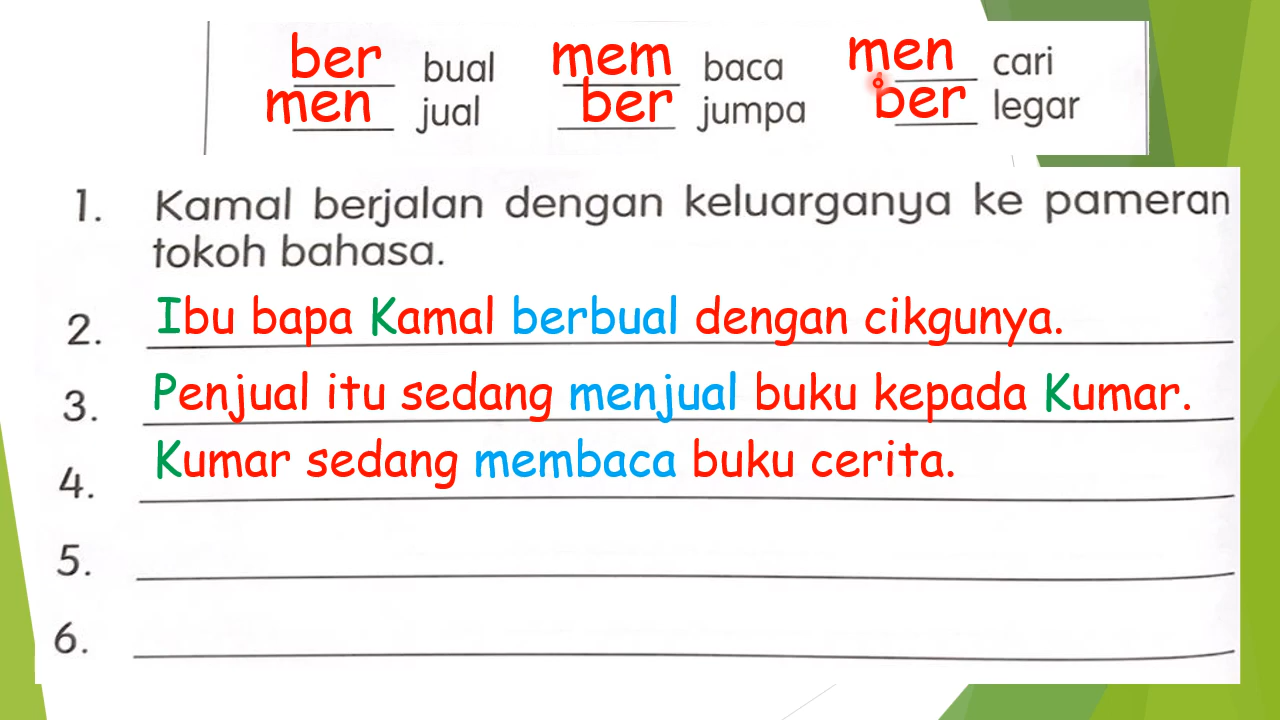 ber bual mem baca men cari
men jual ber jumpa ber legar
1. Kamal berjalan dengan keluarganya ke pameran
tokoh bahasa.
2. Ibu bapa Kamal berbual dengan cikgunya.
3. Penjual itu sedang menjual buku kepada Kumar.
4. Kumar sedang membaca buku cerita.
5.
6.